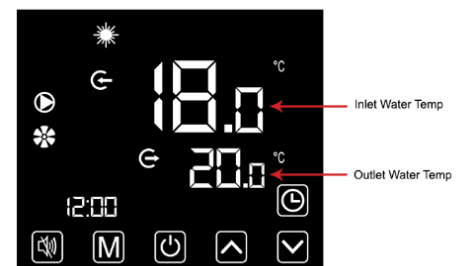 18.0 °C
Inlet Water Temp
20.0 °C
Outlet Water Temp
12:00
M